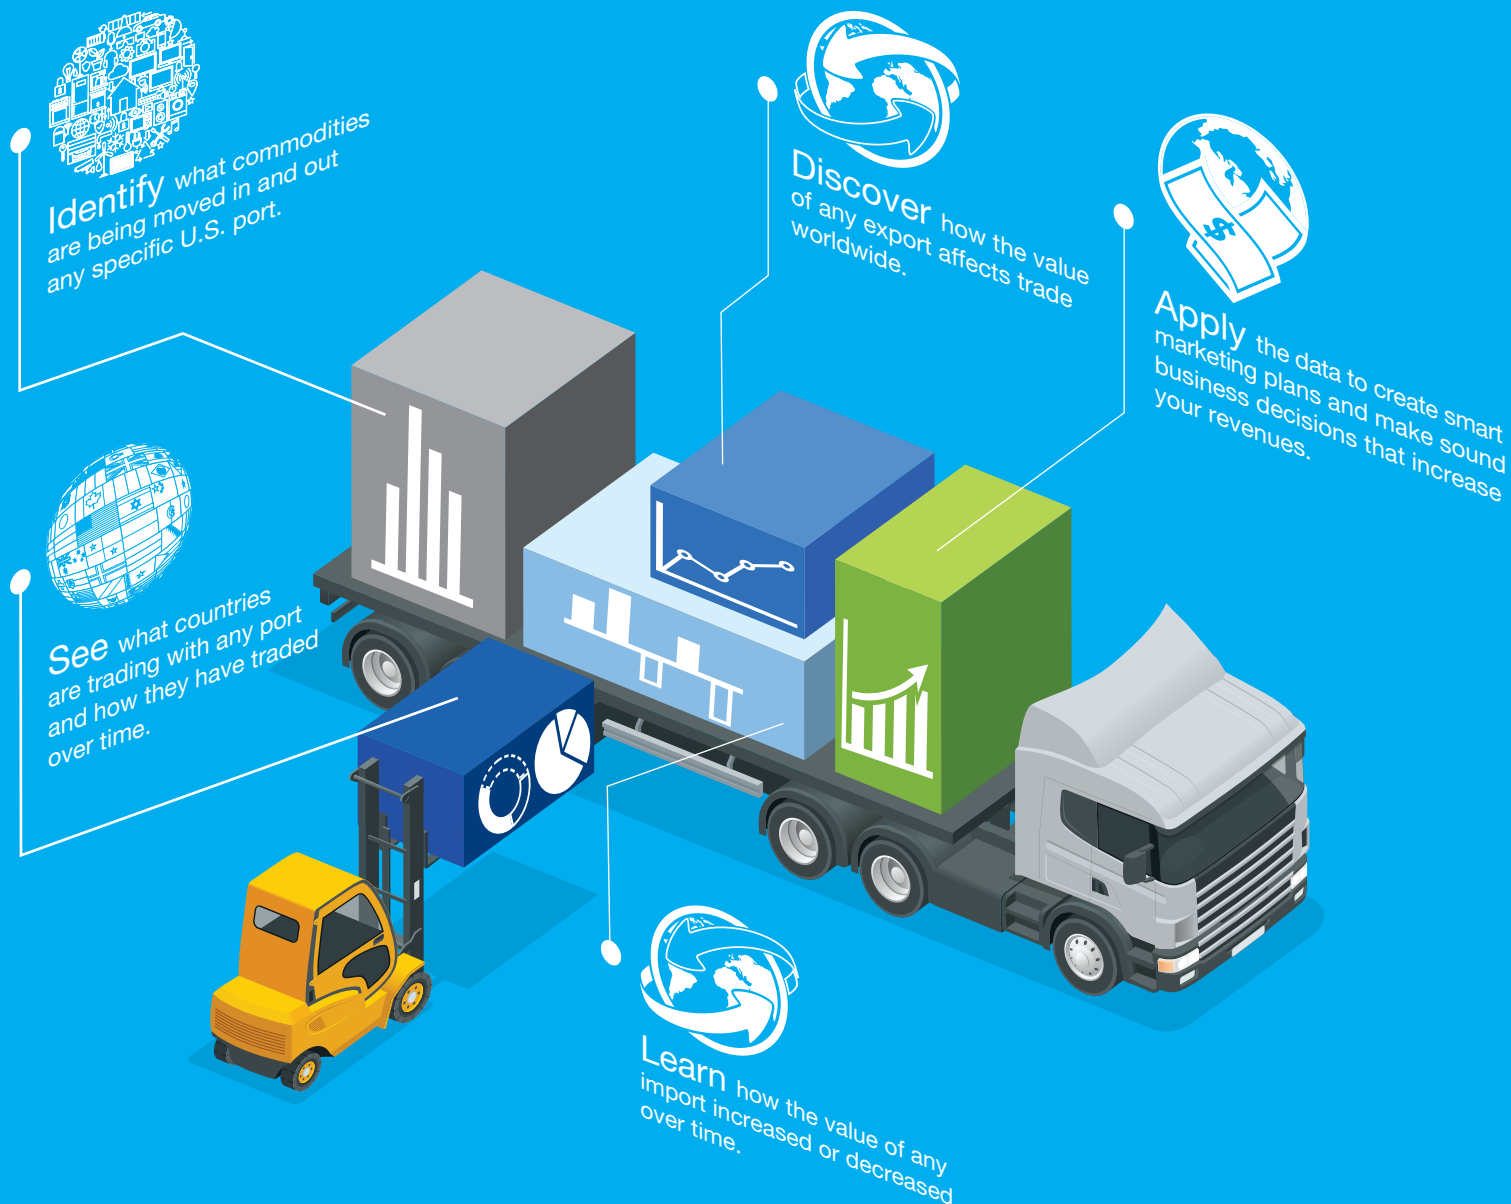 Identify what commodities
are being moved in and out
any specific U.S. port.
Discover how the value
of any export affects trade
worldwide.
Apply the data to create smart
marketing plans and make sound
business decisions that increase
your revenues.
$
See what countries
are trading with any port
and how they have traded
over time.
Learn how the value of any
import increased or decreased
over time.